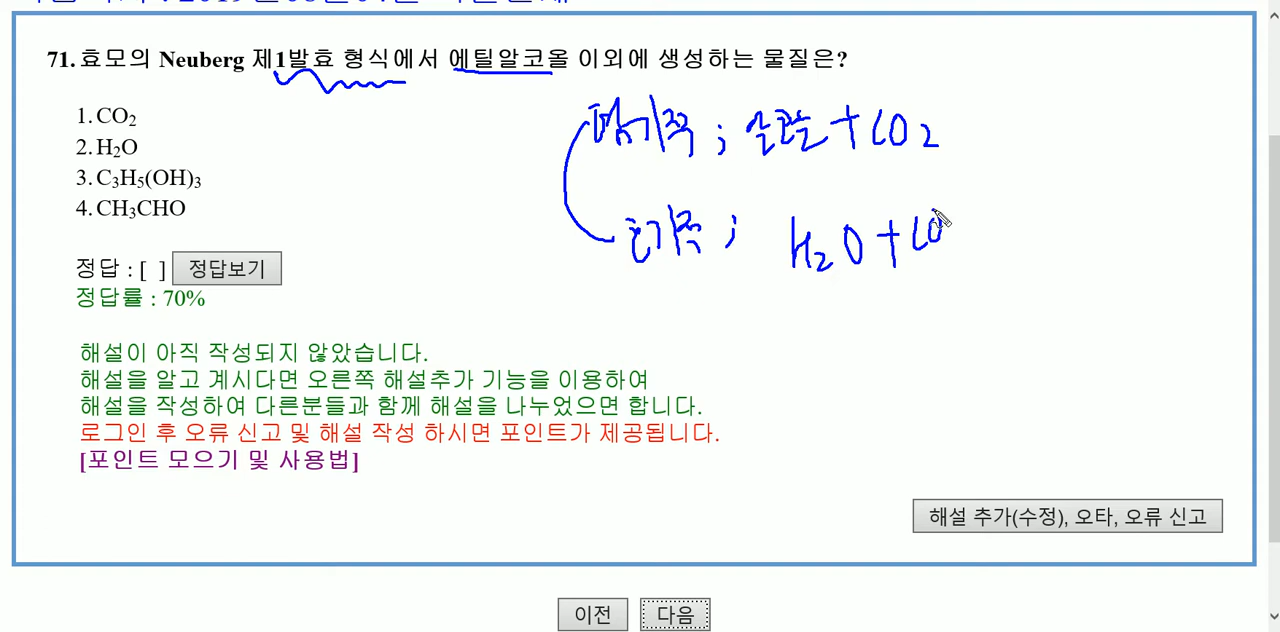 71. 효모의 Neuberg 제1발효 형식에서 에틸알코올 이외에 생성하는 물질은?
혐기적 ; 알코올 + CO2
1. CO₂
2. H₂O
3. C₃H₅(OH)₃
4. CH₃CHO
호기적 ; H2O + CO
정답 : [ ] 정답보기
정답률 : 70%
해설이 아직 작성되지 않았습니다.
해설을 알고 계시다면 오른쪽 해설추가 기능을 이용하여
해설을 작성하여 다른분들과 함께 해설을 나누었으면 합니다.
로그인 후 오류 신고 및 해설 작성 하시면 포인트가 제공됩니다.
[포인트 모으기 및 사용법]
해설 추가(수정), 오타, 오류 신고
이전 다음